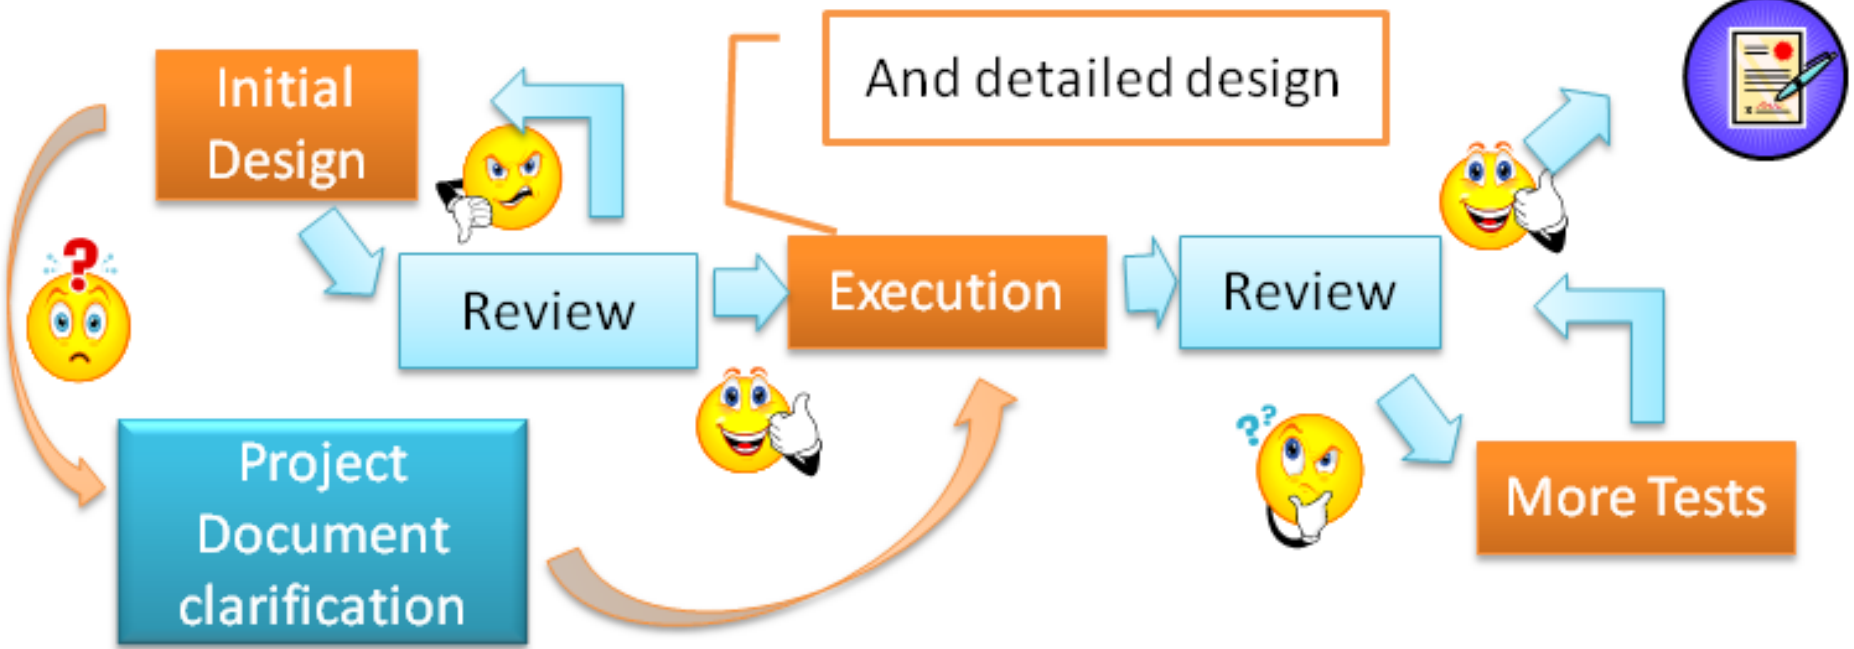 Initial
Design
And detailed design
Review
Execution
Review
Project
Document
clarification
More Tests
?
??